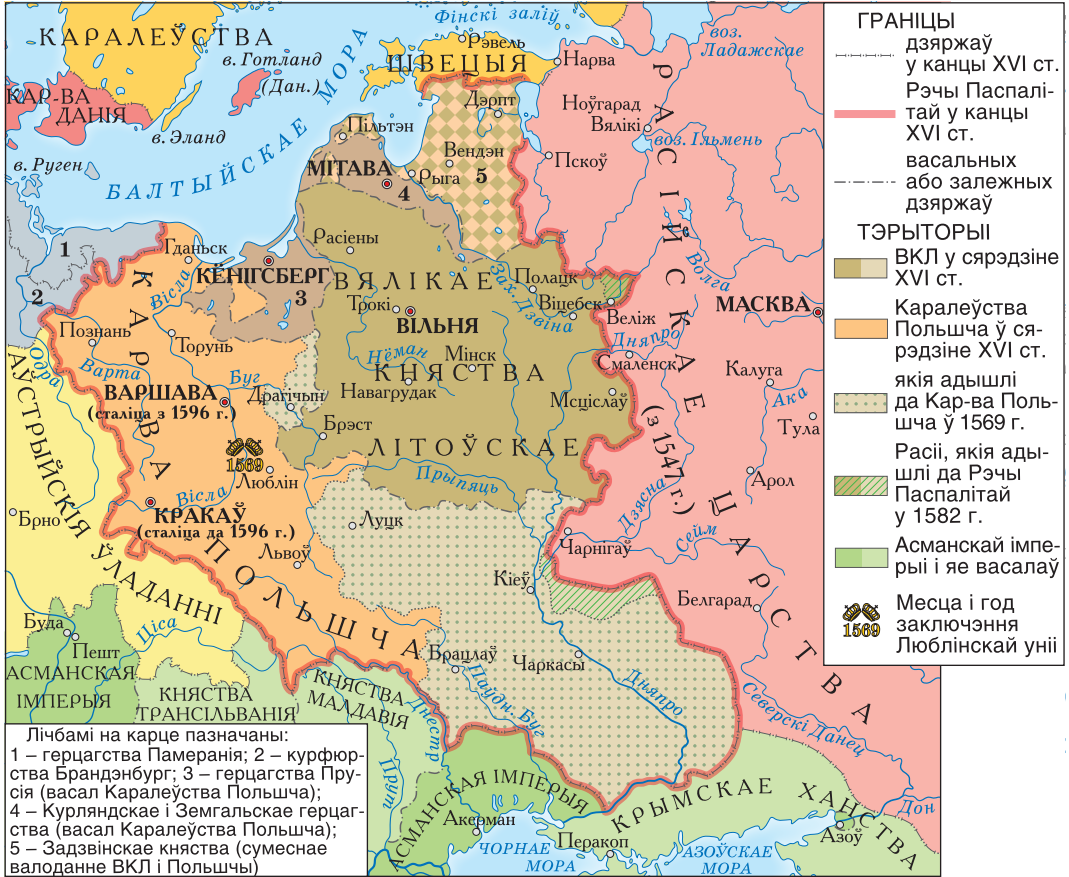 КАРАЛЕЎСТВА
ШВЕЦЫЯ
Фінскі заліў
Рэвель
Нарва
воз.
Ладажскае
в. Готланд
(Дан.)
КАР-ВА
ДАНІЯ
в. Эланд
в. Руген
БАЛТЫЙСКАЕ МОРА
Дэрпт
Ноўгарад
Вялікі
воз. Ільмень
Пскоў
Пільтэн
Вендэн
МІТАВА
Рыга
4
5
РАСІЙСКАЕ ЦАРСТВА
(з 1547 г.)
1
2
Гданьск
КЁНІГСБЕРГ
3
Расіены
ВЯЛІКАЕ
КНЯСТВА
ЛІТОЎСКАЕ
Полацк
Зах. Дзвіна
Віцебск
Веліж
Волга
МАСКВА
Трокі
ВІЛЬНЯ
Вісла
Познань
Торунь
Нёман
Мінск
Навагрудак
Дняпро
Смаленск
Калуга
Ака
Тула
Одра
Варта
ВАРШАВА
(сталіца з 1596 г.)
Буг
Драгічын
Мсціслаў
Брэст
1569
Люблін
Прыпяць
Арол
КАР-ВА ПОЛЬШЧА
АЎСТРЫЙСКІЯ ЎЛАДАННІ
Вісла
КРАКАЎ
(сталіца да 1596 г.)
Брно
Луцк
Львоў
Дзясна
Сейм
Чарнігаў
Кіеў
Белгарад
Буда
Пешт
Ціса
АСМАНСКАЯ
ІМПЕРЫЯ
КНЯСТВА
ТРАНСІЛЬВАНІЯ
КНЯСТВА
МАЛДАВІЯ
Брацлаў
Чаркасы
Паўдн. Буг
Дняпро
Днестр
Прут
Северскі Данец
АСМАНСКАЯ ІМПЕРЫЯ
Акерман
КРЫМСКАЕ ХАНСТВА
Дон
Азоў
Перакоп
ЧОРНАЕ
МОРА
АЗОЎСКАЕ
МОРА
ГРАНІЦЫ
дзяржаў
у канцы XVI ст.
Рэчы Паспалі-
тай у канцы
XVI ст.
васальных
або залежных
дзяржаў
ТЭРЫТОРЫІ
ВКЛ у сярэдзіне
XVI ст.
Каралеўства
Польшча ў ся-
рэдзіне XVI ст.
якія адышлі
да Кар-ва Поль-
шча ў 1569 г.
Расіі, якія ады-
шлі да Рэчы
Паспалітай
у 1582 г.
Асманскай імпе-
рыі і яе васалаў
1569
Месца і год
заключэння
Люблінскай уніі
Лічбамі на карце пазначаны:
1 – герцагства Памеранія; 2 – курфюр-
ства Брандэнбург; 3 – герцагства Пру-
сія (васал Каралеўства Польшча);
4 – Курляндскае і Земгальскае герцаг-
ства (васал Каралеўства Польшча);
5 – Задзвінскае княства (сумеснае
валоданне ВКЛ і Польшчы)